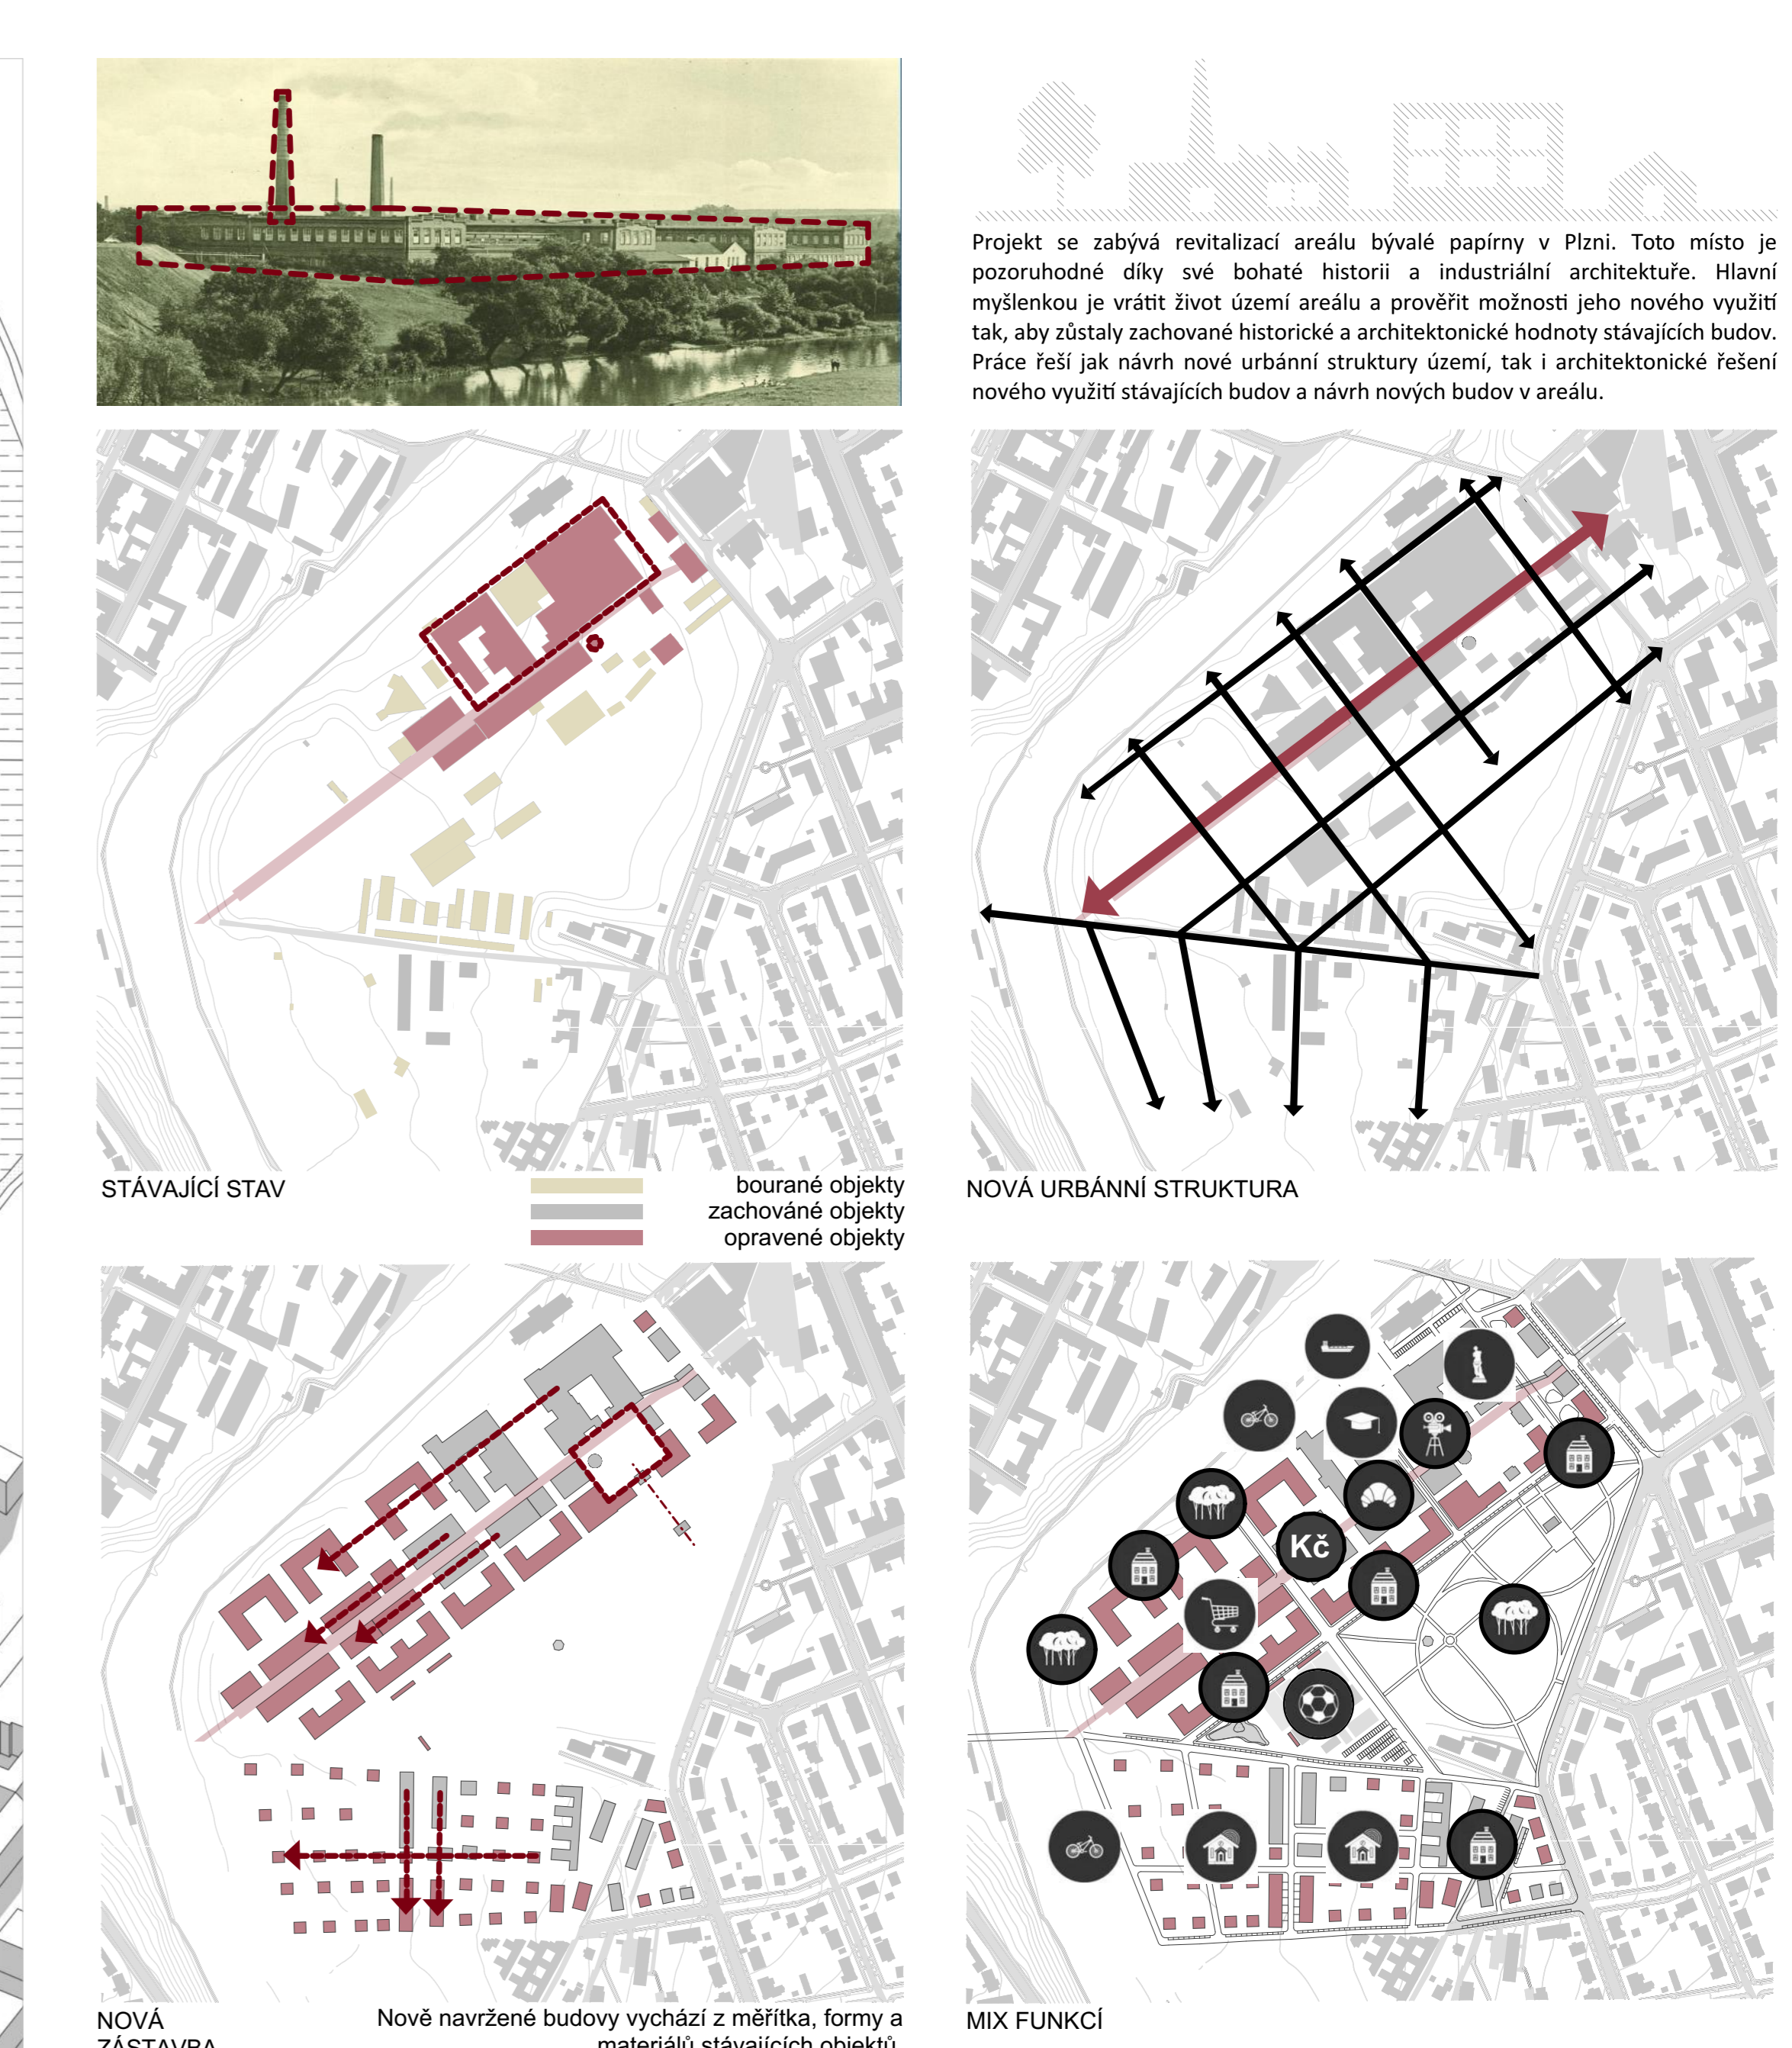 Projekt se zabývá revitalizací areálu bývalé papírny v Plzni. Toto místo je
pozoruhodné díky své bohaté historii a industriální architektuře. Hlavní
myšlenkou je vrátit život území areálu a prověřit možnosti jeho nového využití
tak, aby zůstaly zachované historické a architektonické hodnoty stávajících budov.
Práce řeší jak návrh nové urbánní struktury území, tak i architektonické řešení
nového využití stávajících budov a návrh nových budov v areálu.
STÁVAJÍCÍ STAV
bourané objekty
zachováné objekty
opravené objekty
NOVÁ URBÁNNÍ STRUKTURA
Kč
NOVÁ
ZÁSTAVBA
Nově navržené budovy vychází z měřítka, formy a
materiálů stávajících objektů.
MIX FUNKCÍ